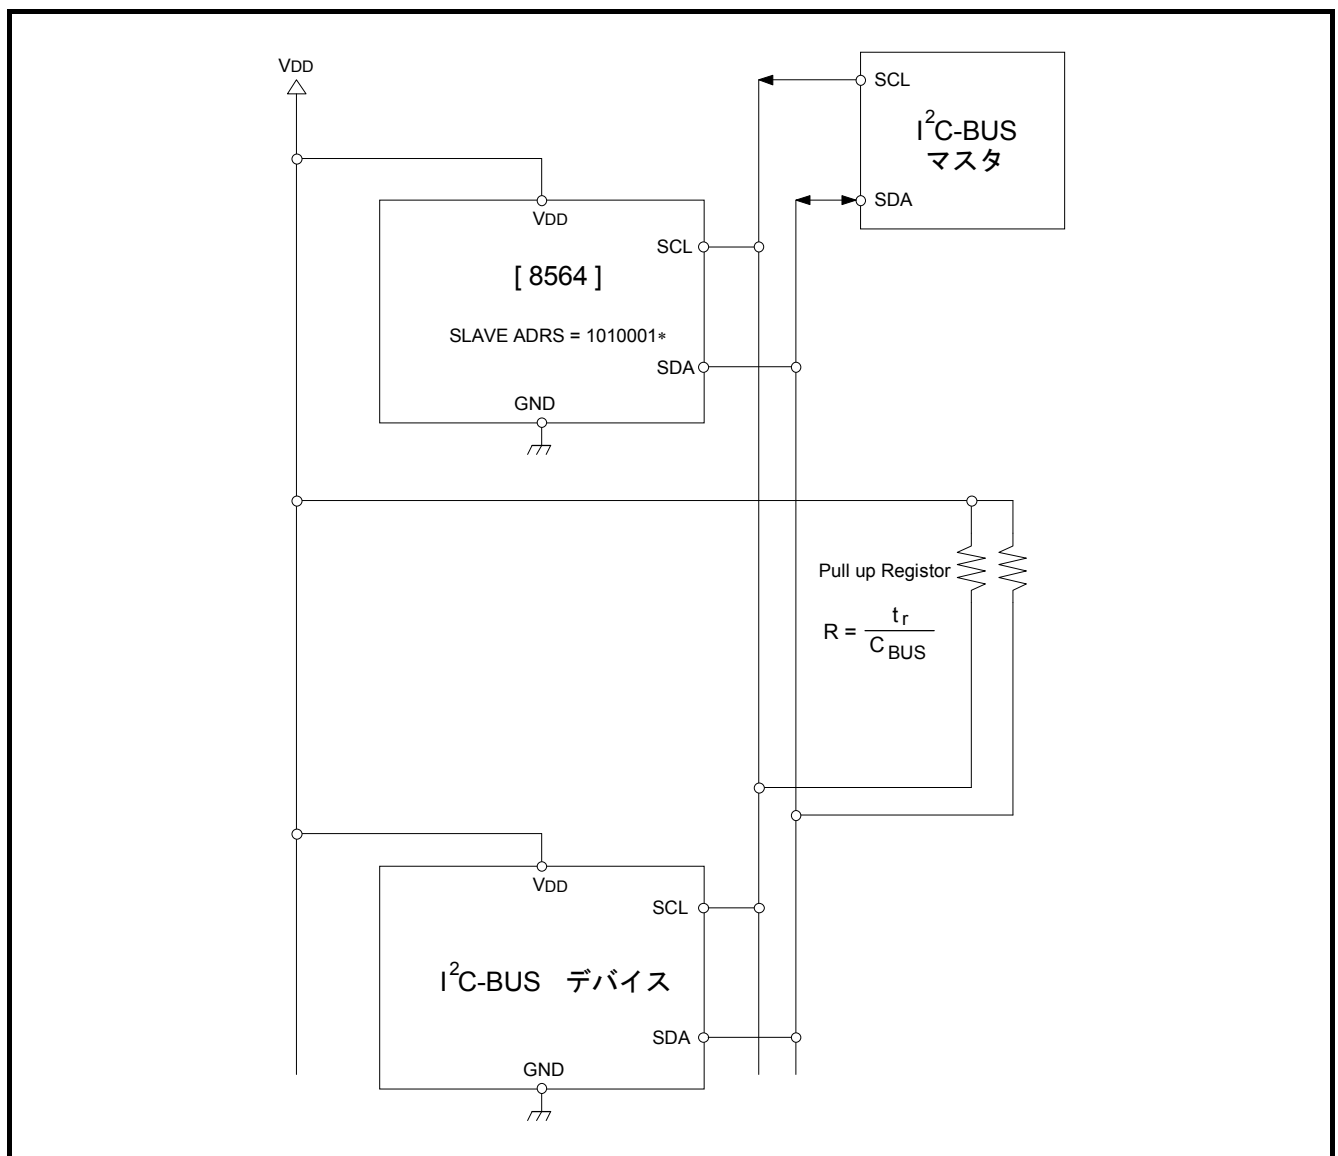 VDD
SCL
I²C-BUS
マスタ
SDA
VDD
SCL
[ 8564 ]
SLAVE ADRS = 1010001*
SDA
GND
Pull up Registor
R = tr / CBUS
VDD
SCL
I²C-BUS デバイス
SDA
GND